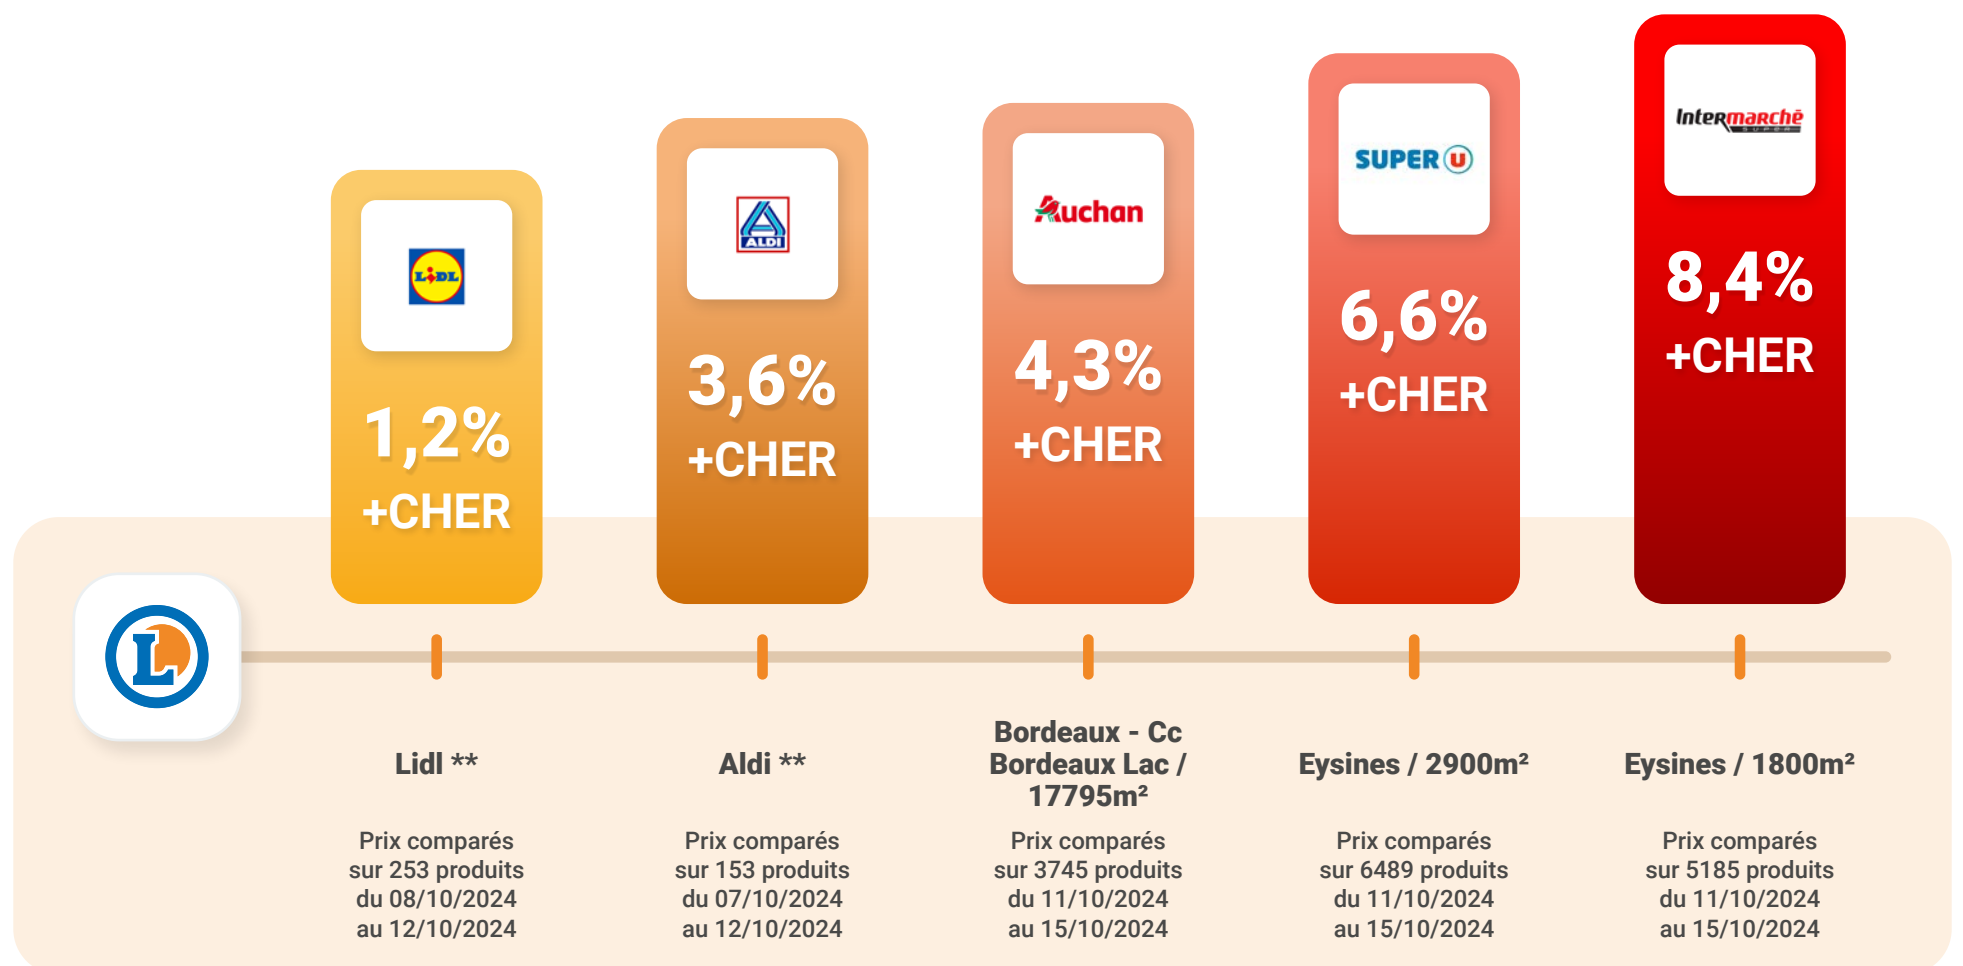 LIDL
1,2%
+CHER
ALDI
3,6%
+CHER
Auchan
4,3%
+CHER
SUPER U
6,6%
+CHER
Intermarché
SUPER
8,4%
+CHER
L
Lidl **
Prix comparés
sur 253 produits
du 08/10/2024
au 12/10/2024
Aldi **
Prix comparés
sur 153 produits
du 07/10/2024
au 12/10/2024
Bordeaux - Cc
Bordeaux Lac /
17795m²
Prix comparés
sur 3745 produits
du 11/10/2024
au 15/10/2024
Eysines / 2900m²
Prix comparés
sur 6489 produits
du 11/10/2024
au 15/10/2024
Eysines / 1800m²
Prix comparés
sur 5185 produits
du 11/10/2024
au 15/10/2024